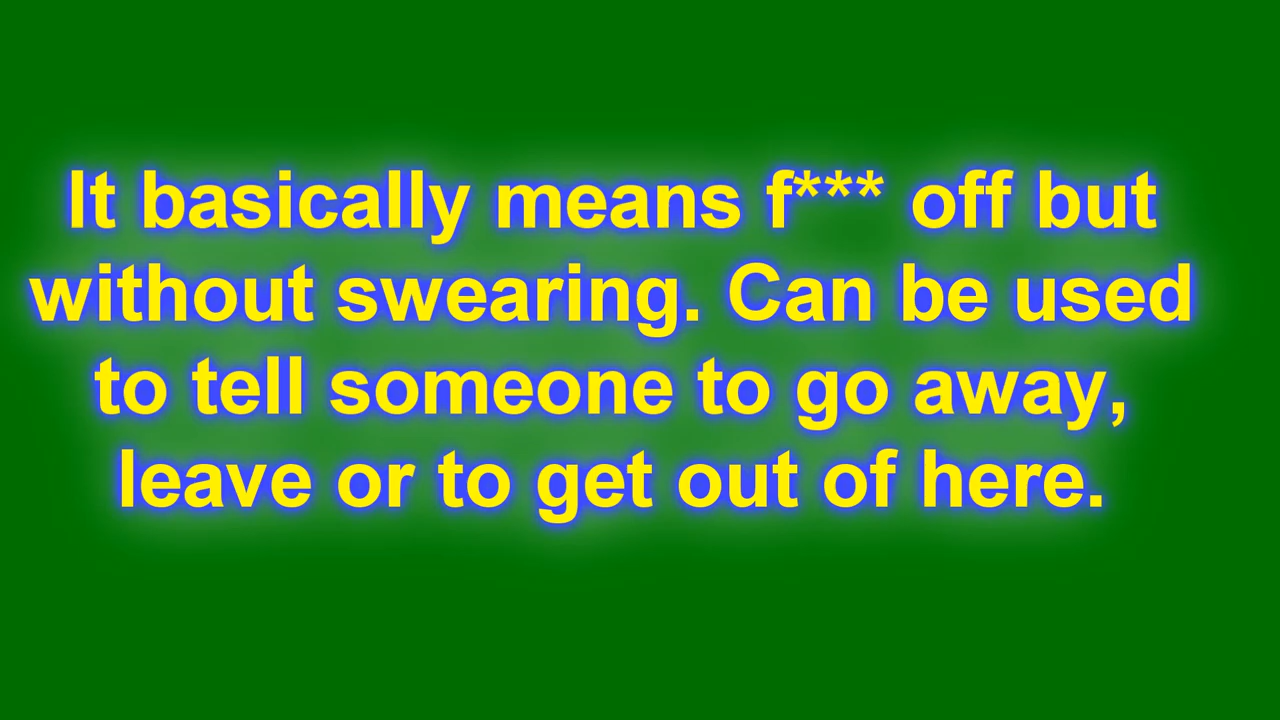 It basically means f*** off but
without swearing. Can be used
to tell someone to go away,
leave or to get out of here.